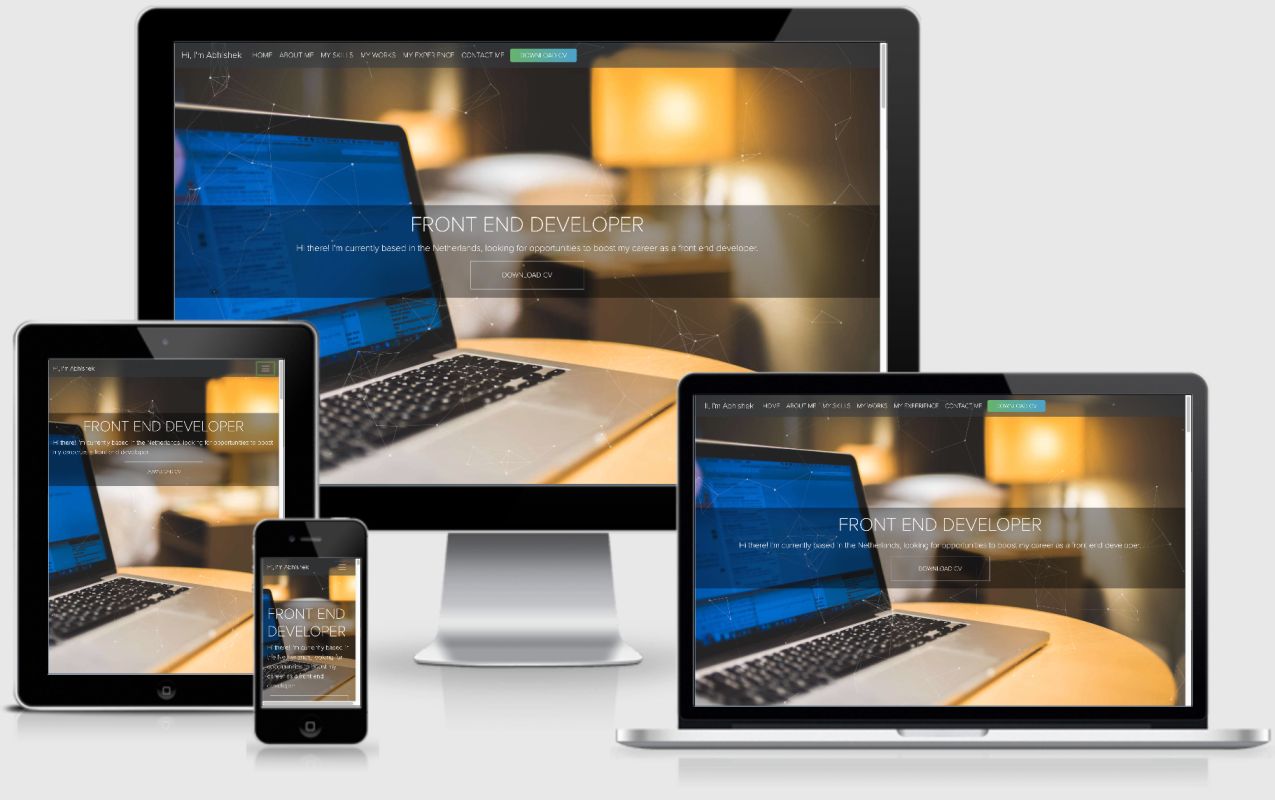 Hi, I'm Abhishek HOME ABOUT ME MY SKILLS MY WORKS MY EXPERIENCE CONTACT ME DOWNLOAD CV
FRONT END DEVELOPER
Hi there! I'm currently based in the Netherlands, looking for opportunities to boost my career as a front end developer.
DOWNLOAD CV
Hi, I'm Abhishek
FRONT END DEVELOPER
Hi there! I'm currently based in the Netherlands, looking for opportunities to boost
my career as a front end developer.
DOWNLOAD CV
Hi, I'm Abhishek
FRONT END
DEVELOPER
Hi there! I'm currently based in
the Netherlands, looking for
opportunities to boost my
career as a front end
developer.
Hi, I'm Abhishek HOME ABOUT ME MY SKILLS MY WORKS MY EXPERIENCE CONTACT ME DOWNLOAD CV
FRONT END DEVELOPER
Hi there! I'm currently based in the Netherlands, looking for opportunities to boost my career as a front end developer.
DOWNLOAD CV